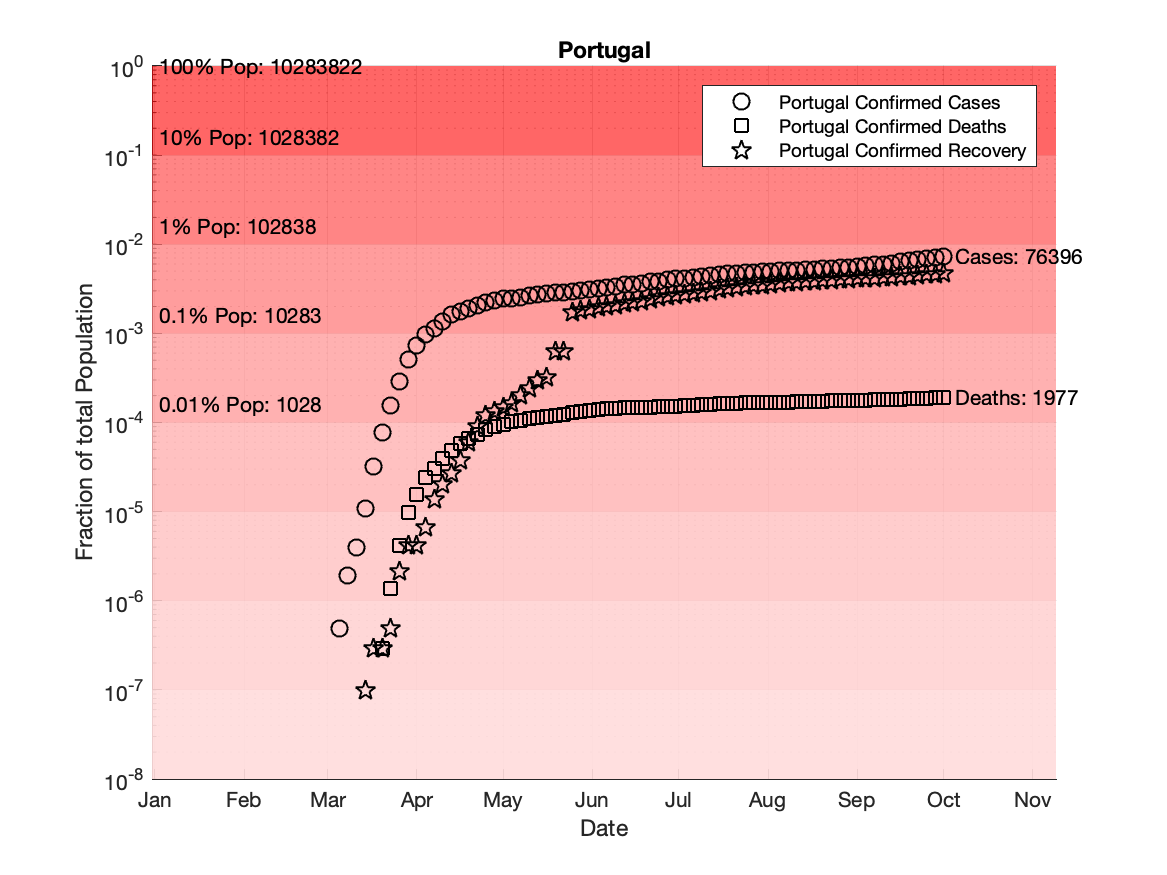 Portugal
10^0
100% Pop: 10283822
Portugal Confirmed Cases
Portugal Confirmed Deaths
Portugal Confirmed Recovery
10% Pop: 1028382
10^-1
1% Pop: 102838
10^-2
Cases: 76396
0.1% Pop: 10283
10^-3
Deaths: 1977
0.01% Pop: 1028
10^-4
10^-5
10^-6
10^-7
10^-8
Fraction of total Population
Jan Feb Mar Apr May Jun Jul Aug Sep Oct Nov
Date